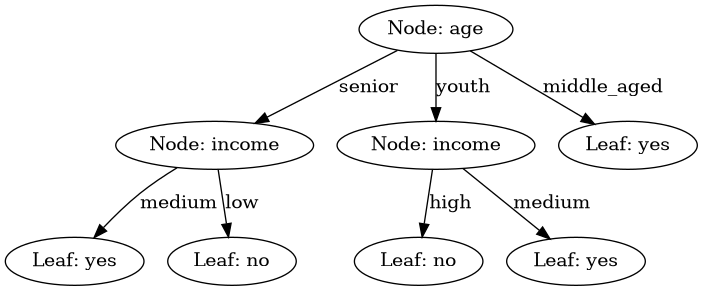 Node: age
senior
youth
middle_aged
Node: income
Node: income
Leaf: yes
medium
low
high
medium
Leaf: yes
Leaf: no
Leaf: no
Leaf: yes